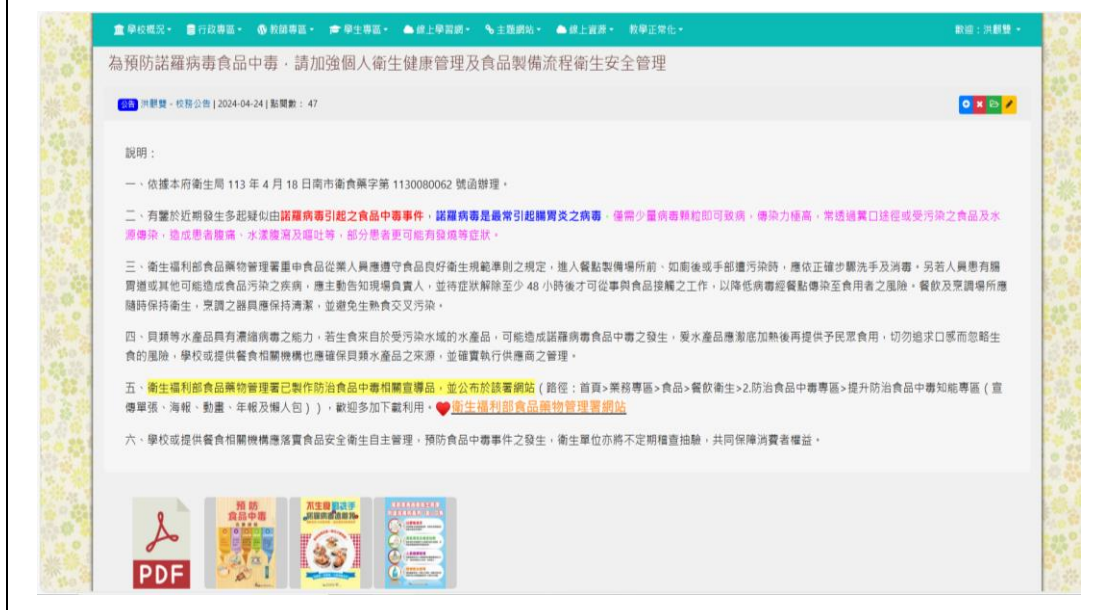 學校概況 行政專區 教師專區 學生專區 線上學習網 主題網站 線上資源 教學正常化 歡迎:洪
為預防諾羅病毒食品中毒,請加強個人衛生健康管理及食品製備流程衛生安全管理
公告 洪 - 校務公告 | 2024-04-24 | 點閱數: 47
說明:
一、依據本府衛生局 113 年 4 月 18 日南市衛食藥字第 1130080062 號函辦理。
二、有鑒於近期發生多起疑似由諾羅病毒引起之食品中毒事件,諾羅病毒是最常引起腸胃炎之病毒,僅需少量病毒顆粒即可致病,傳染力極高,常透過糞口途徑或受污染之食品及水
源傳染,造成患者腹痛、水漾腹瀉及嘔吐等,部分患者更可能有發燒等症狀。
三、衛生福利部食品藥物管理署重申食品從業人員應遵守食品良好衛生規範準則之規定,進入餐點製備場所前、如廁後或手部遭污染時,應依正確步驟洗手及消毒。另若人員患有腸
胃道或其他可能造成食品污染之疾病,應主動告知現場負責人,並待症狀解除至少 48 小時後才可從事與食品接觸之工作,以降低病毒經餐點傳染至食用者之風險。餐飲及烹調場所應
隨時保持衛生,烹調之器具應保持清潔,並避免生熟食交叉污染。
四、貝類等水產品具有濃縮病毒之能力,若生食來自於受污染水域的水產品,可能造成諾羅病毒食品中毒之發生,爰水產品應澈底加熱後再提供予民眾食用,切勿追求口感而忽略生
食的風險,學校或提供餐食相關機構也應確保貝類水產品之來源,並確實執行供應商之管理。
五、衛生福利部食品藥物管理署已製作防治食品中毒相關宣導品,並公布於該署網站(路徑:首頁>業務專區>食品>餐飲衛生>2.防治食品中毒專區>提升防治食品中毒知能專區(宣
傳單張、海報、動畫、年報及懶人包)),歡迎多加下載利用。衛生福利部食品藥物管理署網站
六、學校或提供餐食相關機構應落實食品安全衛生自主管理,預防食品中毒事件之發生,衛生單位亦將不定期稽查抽驗,共同保障消費者權益。
PDF
預防
食品中毒